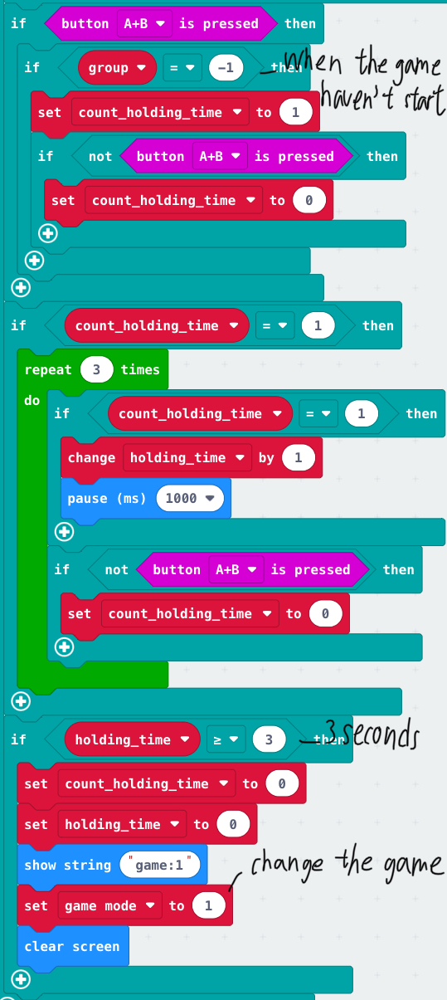 if button A+B is pressed then
if group = -1 then when the game
haven't start
set count_holding_time to 1
if not button A+B is pressed then
set count_holding_time to 0
if count_holding_time = 1 then
repeat 3 times
do if count_holding_time = 1 then
change holding_time by 1
pause (ms) 1000
if not button A+B is pressed then
set count_holding_time to 0
if holding_time ≥ 3 then 3 seconds
set count_holding_time to 0
set holding_time to 0
show string "game:1"
change the game
set game mode to 1
clear screen